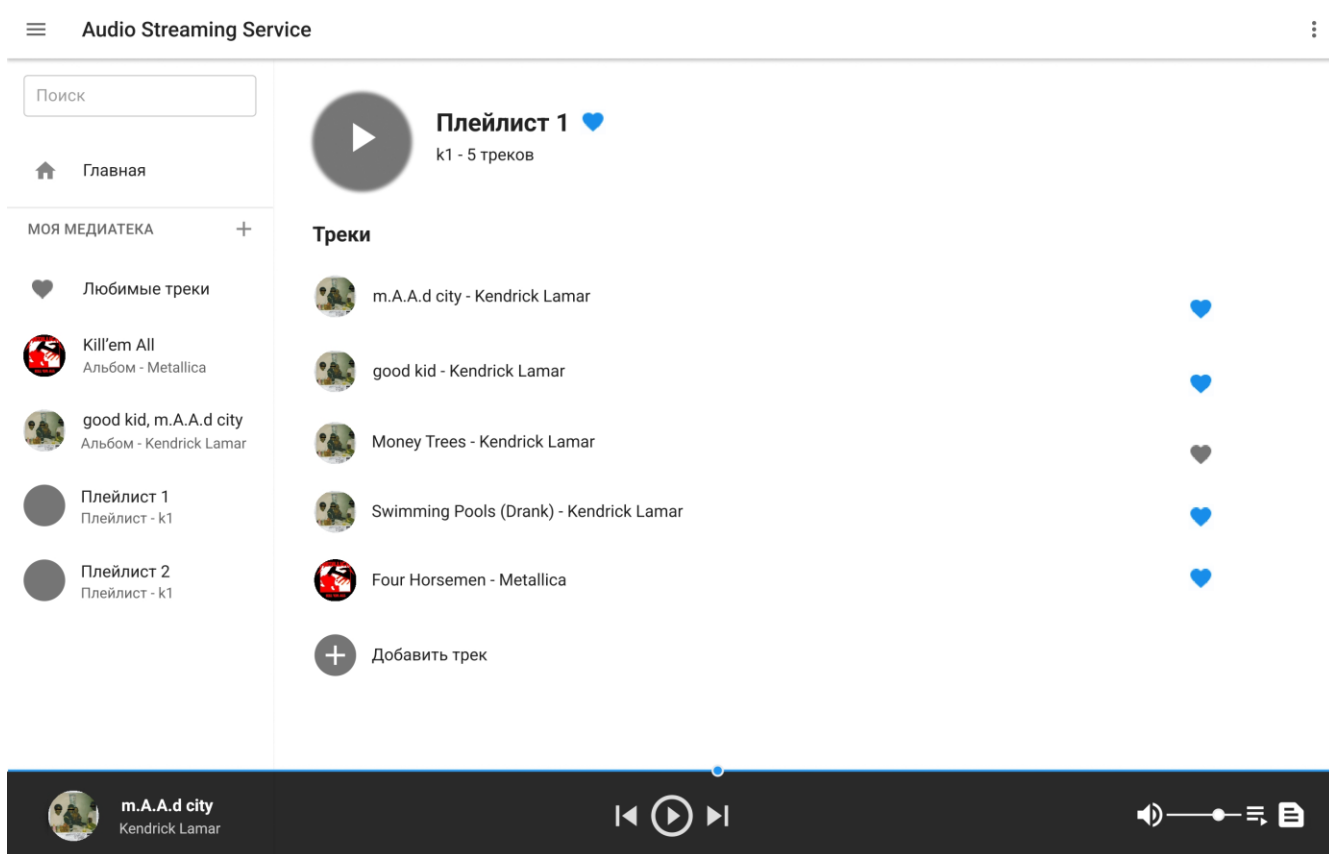 Audio Streaming Service
Поиск
Главная
МОЯ МЕДИАТЕКА
Любимые треки
Kill’em All
Альбом - Metallica
good kid, m.A.A.d city
Альбом - Kendrick Lamar
Плейлист 1
Плейлист - k1
Плейлист 2
Плейлист - k1
Плейлист 1
k1 - 5 треков
Треки
m.A.A.d city - Kendrick Lamar
good kid - Kendrick Lamar
Money Trees - Kendrick Lamar
Swimming Pools (Drank) - Kendrick Lamar
Four Horsemen - Metallica
Добавить трек
m.A.A.d city
Kendrick Lamar